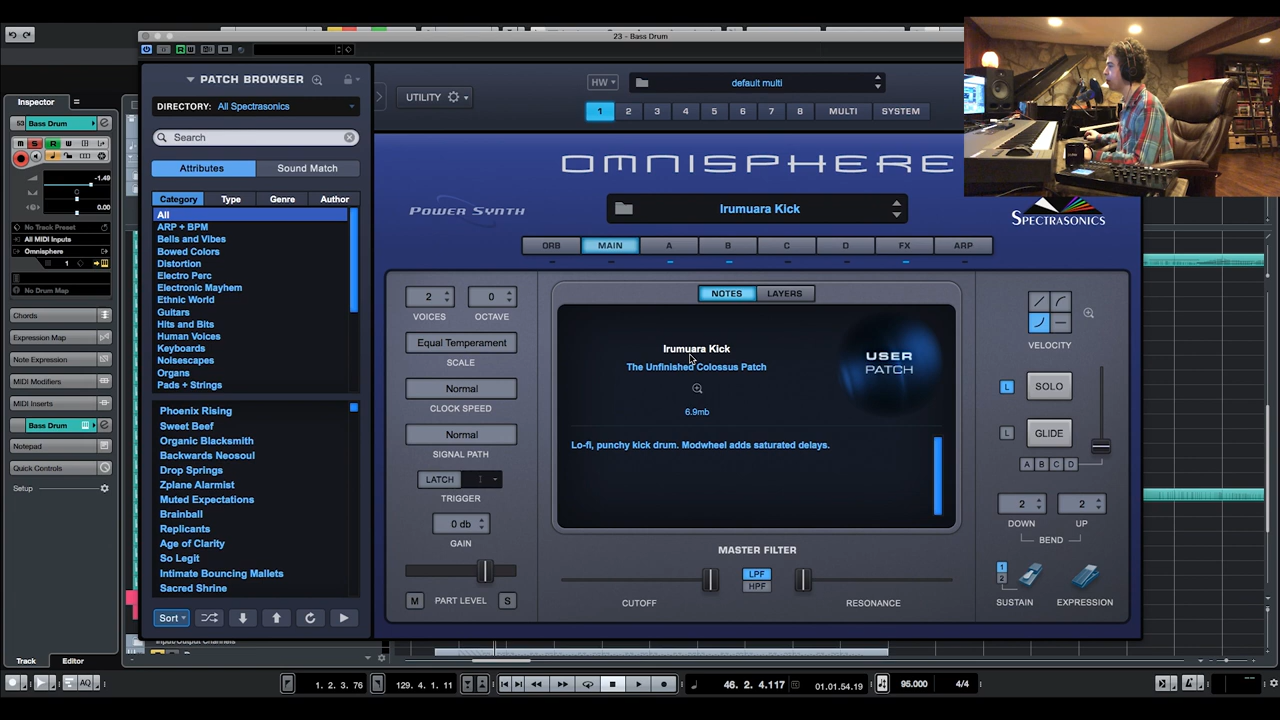 23 - Bass Drum
Inspector
53 Bass Drum
M S R W
-1.49
0.00
No Track Preset
All MIDI Inputs
Omnisphere
1
No Drum Map
Chords
Expression Map
Note Expression
MIDI Modifiers
MIDI Inserts
Bass Drum
Notepad
Quick Controls
Setup
Track Editor
AQ
PATCH BROWSER
DIRECTORY: All Spectrasonics
Search
Attributes Sound Match
Category Type Genre Author
All
ARP + BPM
Bells and Vibes
Bowed Colors
Distortion
Electro Perc
Electronic Mayhem
Ethnic World
Guitars
Hits and Bits
Human Voices
Keyboards
Noisescapes
Organs
Pads + Strings
Phoenix Rising
Sweet Beef
Organic Blacksmith
Backwards Neosoul
Drop Springs
Zplane Alarmist
Muted Expectations
Brainball
Replicants
Age of Clarity
So Legit
Intimate Bouncing Mallets
Sacred Shrine
Sort
Input/Output Channels
UTILITY
HW
default multi
1 2 3 4 5 6 7 8 MULTI SYSTEM
OMNISPHERE
POWER SYNTH
Irumuara Kick
SPECTRASONICS
ORB MAIN A B C D FX ARP
2 0
VOICES OCTAVE
Equal Temperament
SCALE
Normal
CLOCK SPEED
Normal
SIGNAL PATH
LATCH
TRIGGER
0 db
GAIN
M PART LEVEL S
NOTES LAYERS
Irumuara Kick
The Unfinished Colossus Patch
6.9mb
USER
PATCH
Lo-fi, punchy kick drum. Modwheel adds saturated delays.
MASTER FILTER
LPF
HPF
CUTOFF RESONANCE
VELOCITY
L SOLO
L GLIDE
A B C D
2 2
DOWN UP
BEND
1
2
SUSTAIN EXPRESSION
1. 2. 3. 76
129. 4. 1. 11
46. 2. 4.117
01.01.54.19
95.000
4/4